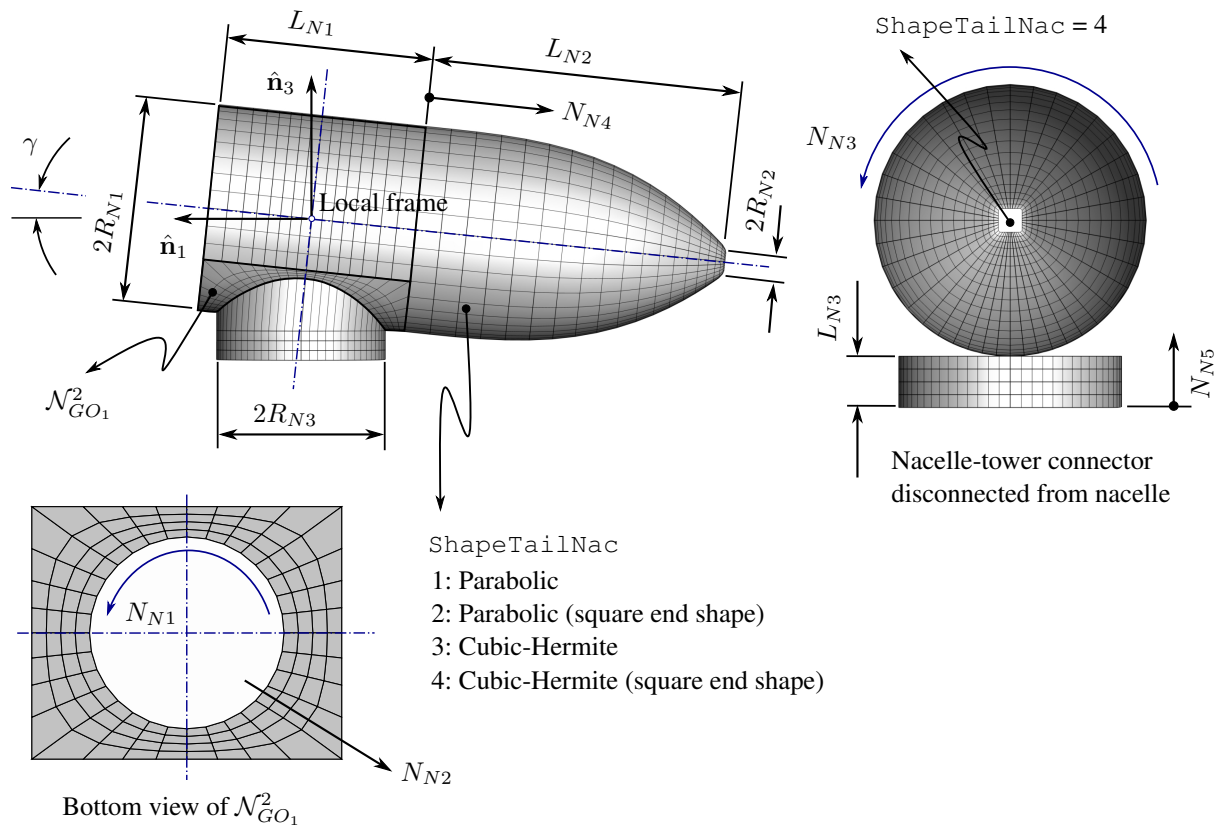 L_{N1}
L_{N2}
ShapeTailNac = 4
n̂_3
N_{N4}
N_{N3}
γ
2R_{N1}
Local frame
2R_{N2}
n̂_1
L_{N3}
N_{N5}
𝒩^2_{GO_1}
2R_{N3}
Nacelle-tower connector
disconnected from nacelle
ShapeTailNac
1: Parabolic
2: Parabolic (square end shape)
3: Cubic-Hermite
4: Cubic-Hermite (square end shape)
N_{N1}
N_{N2}
Bottom view of 𝒩^2_{GO_1}